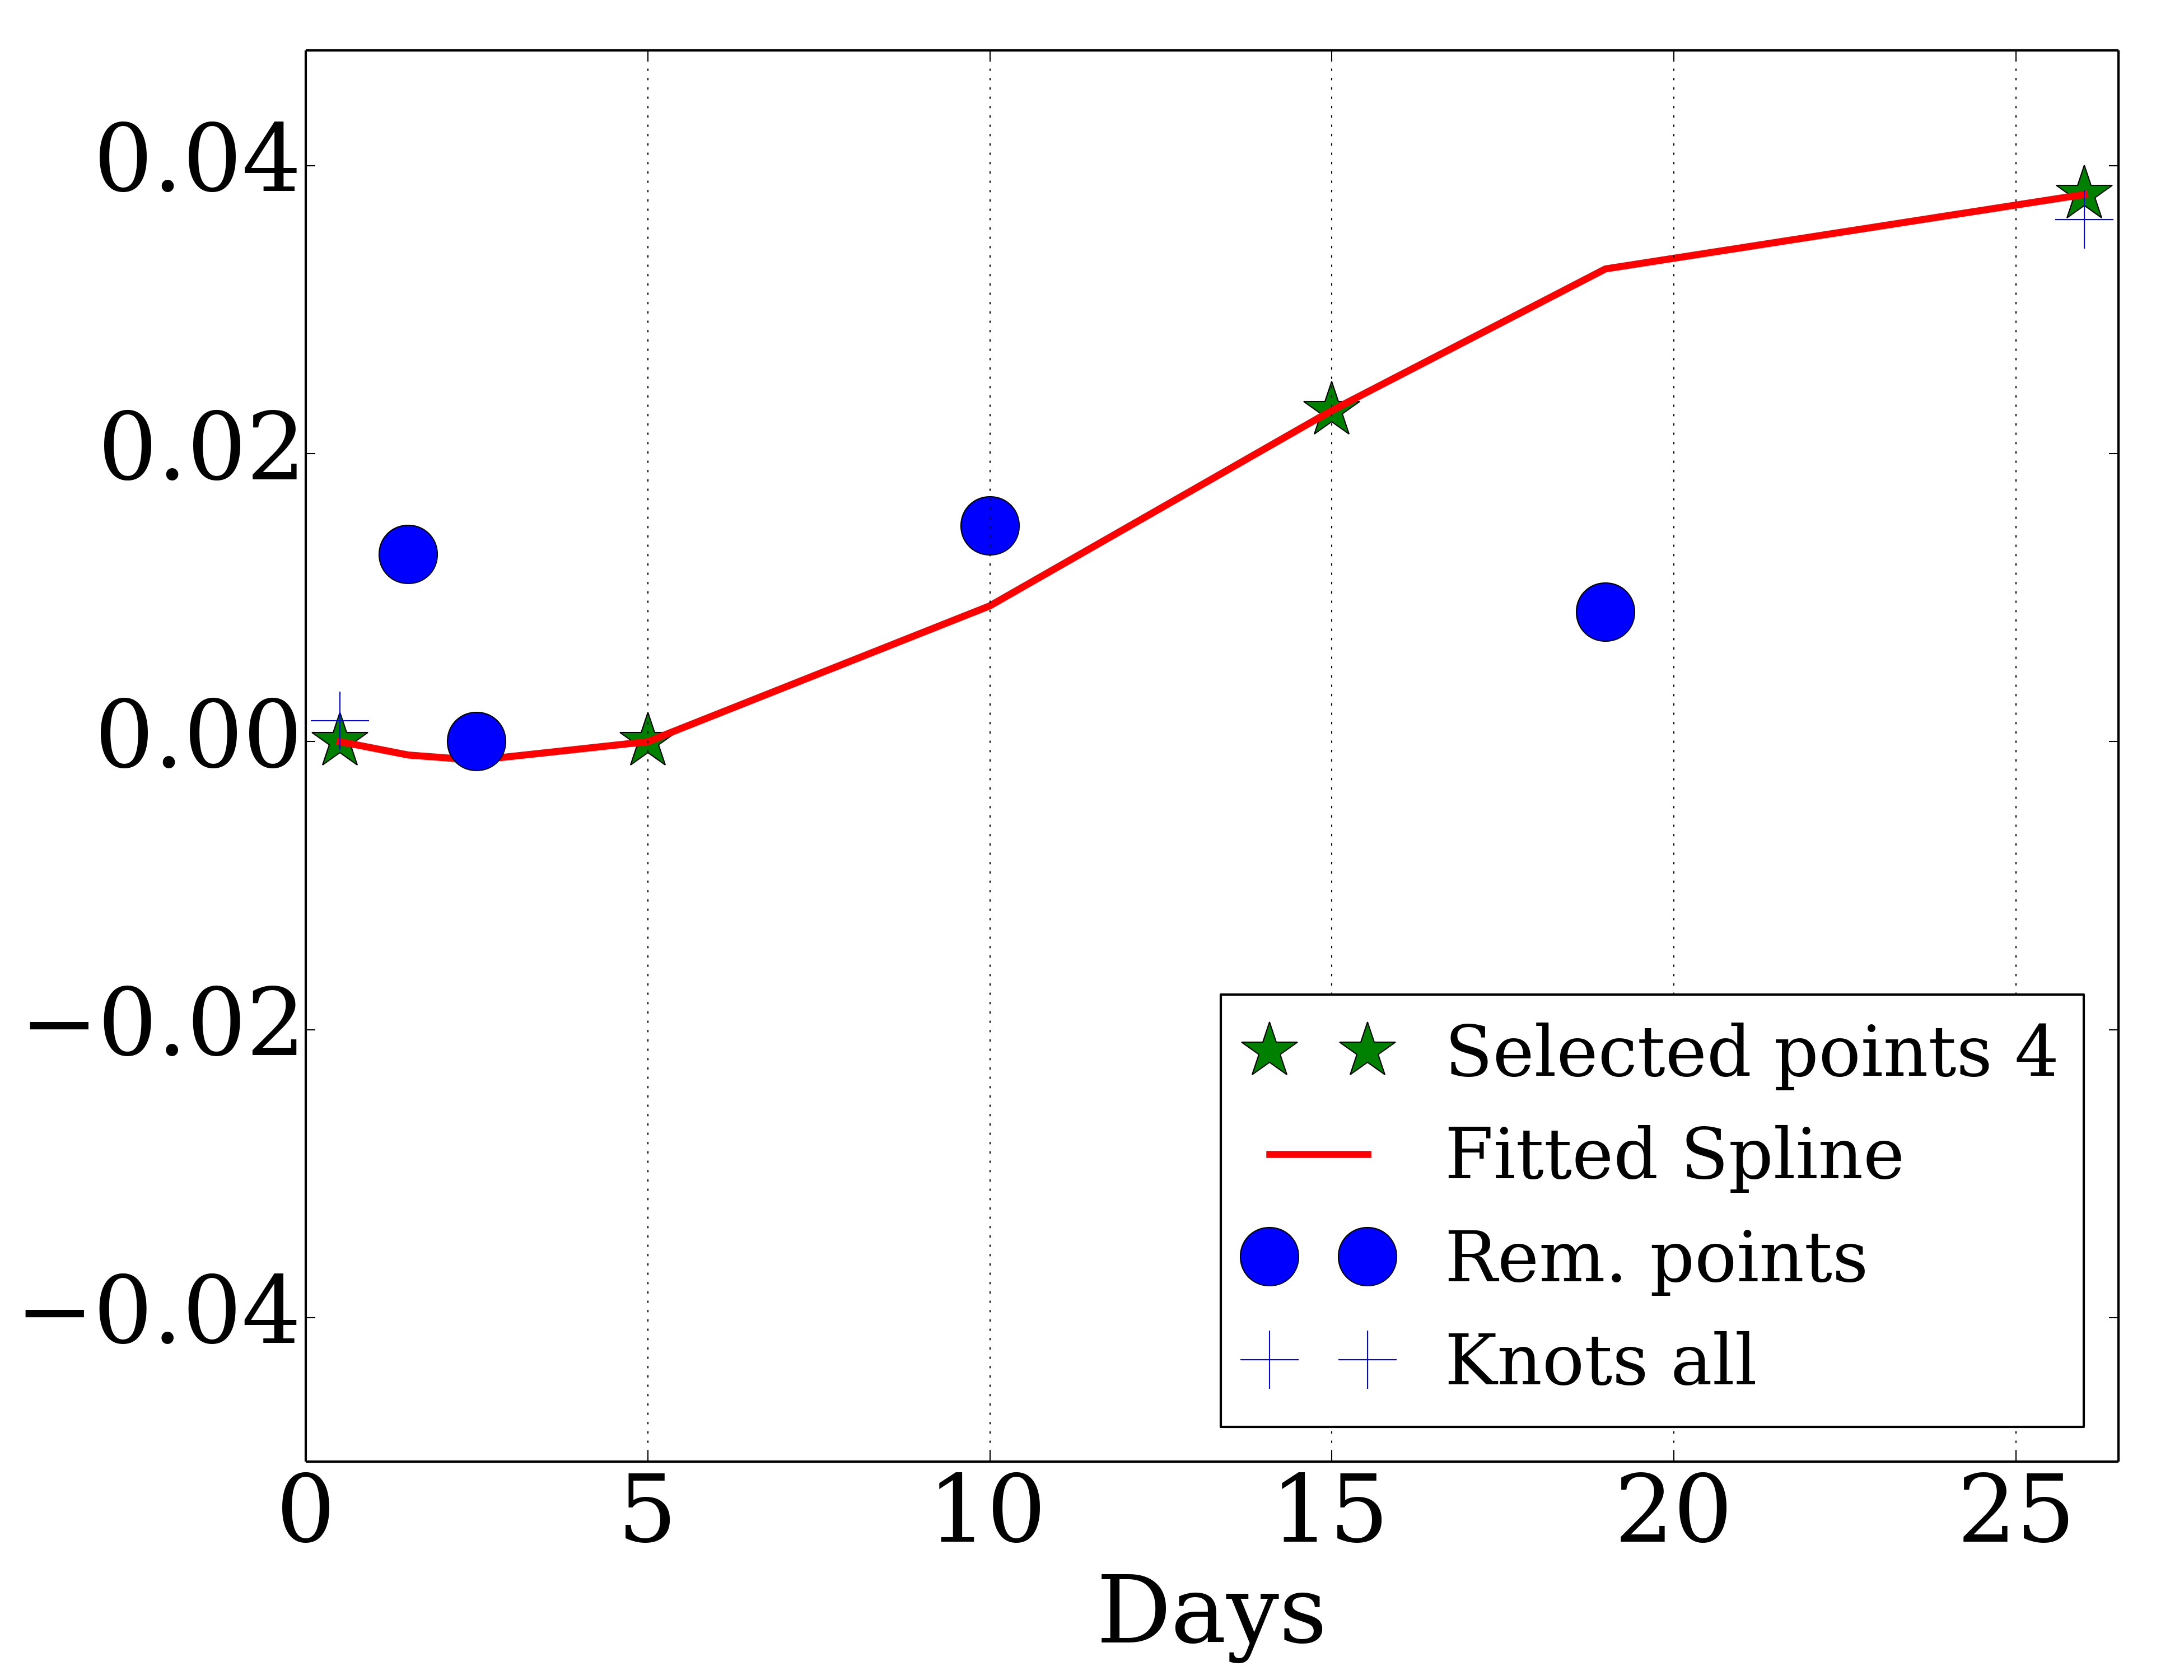 0.04
0.02
0.00
−0.02
−0.04
Selected points 4
Fitted Spline
Rem. points
Knots all
0 5 10 15 20 25
Days